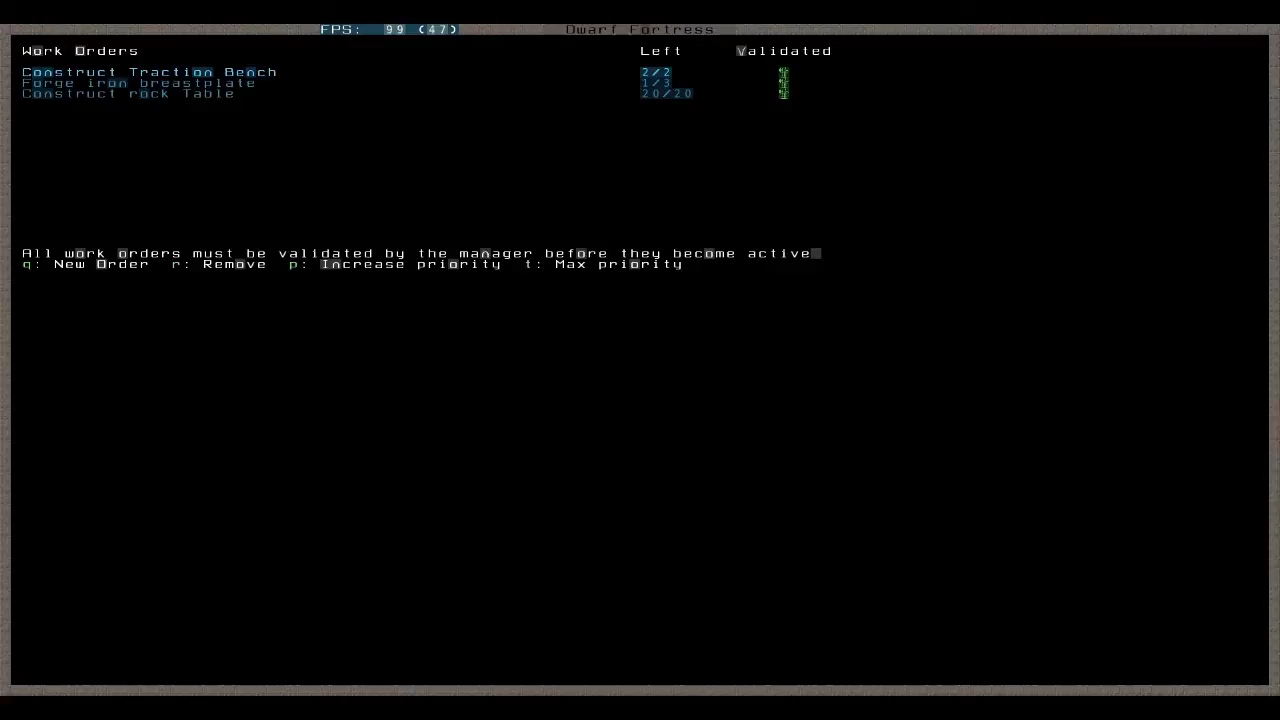 FPS: 99 (47) Dwarf Fortress
Work Orders Left Validated
Construct Traction Bench 2/2
Forge iron breastplate 1/3
Construct rock Table 20/20
All work orders must be validated by the manager before they become active
q: New Order r: Remove p: Increase priority t: Max priority